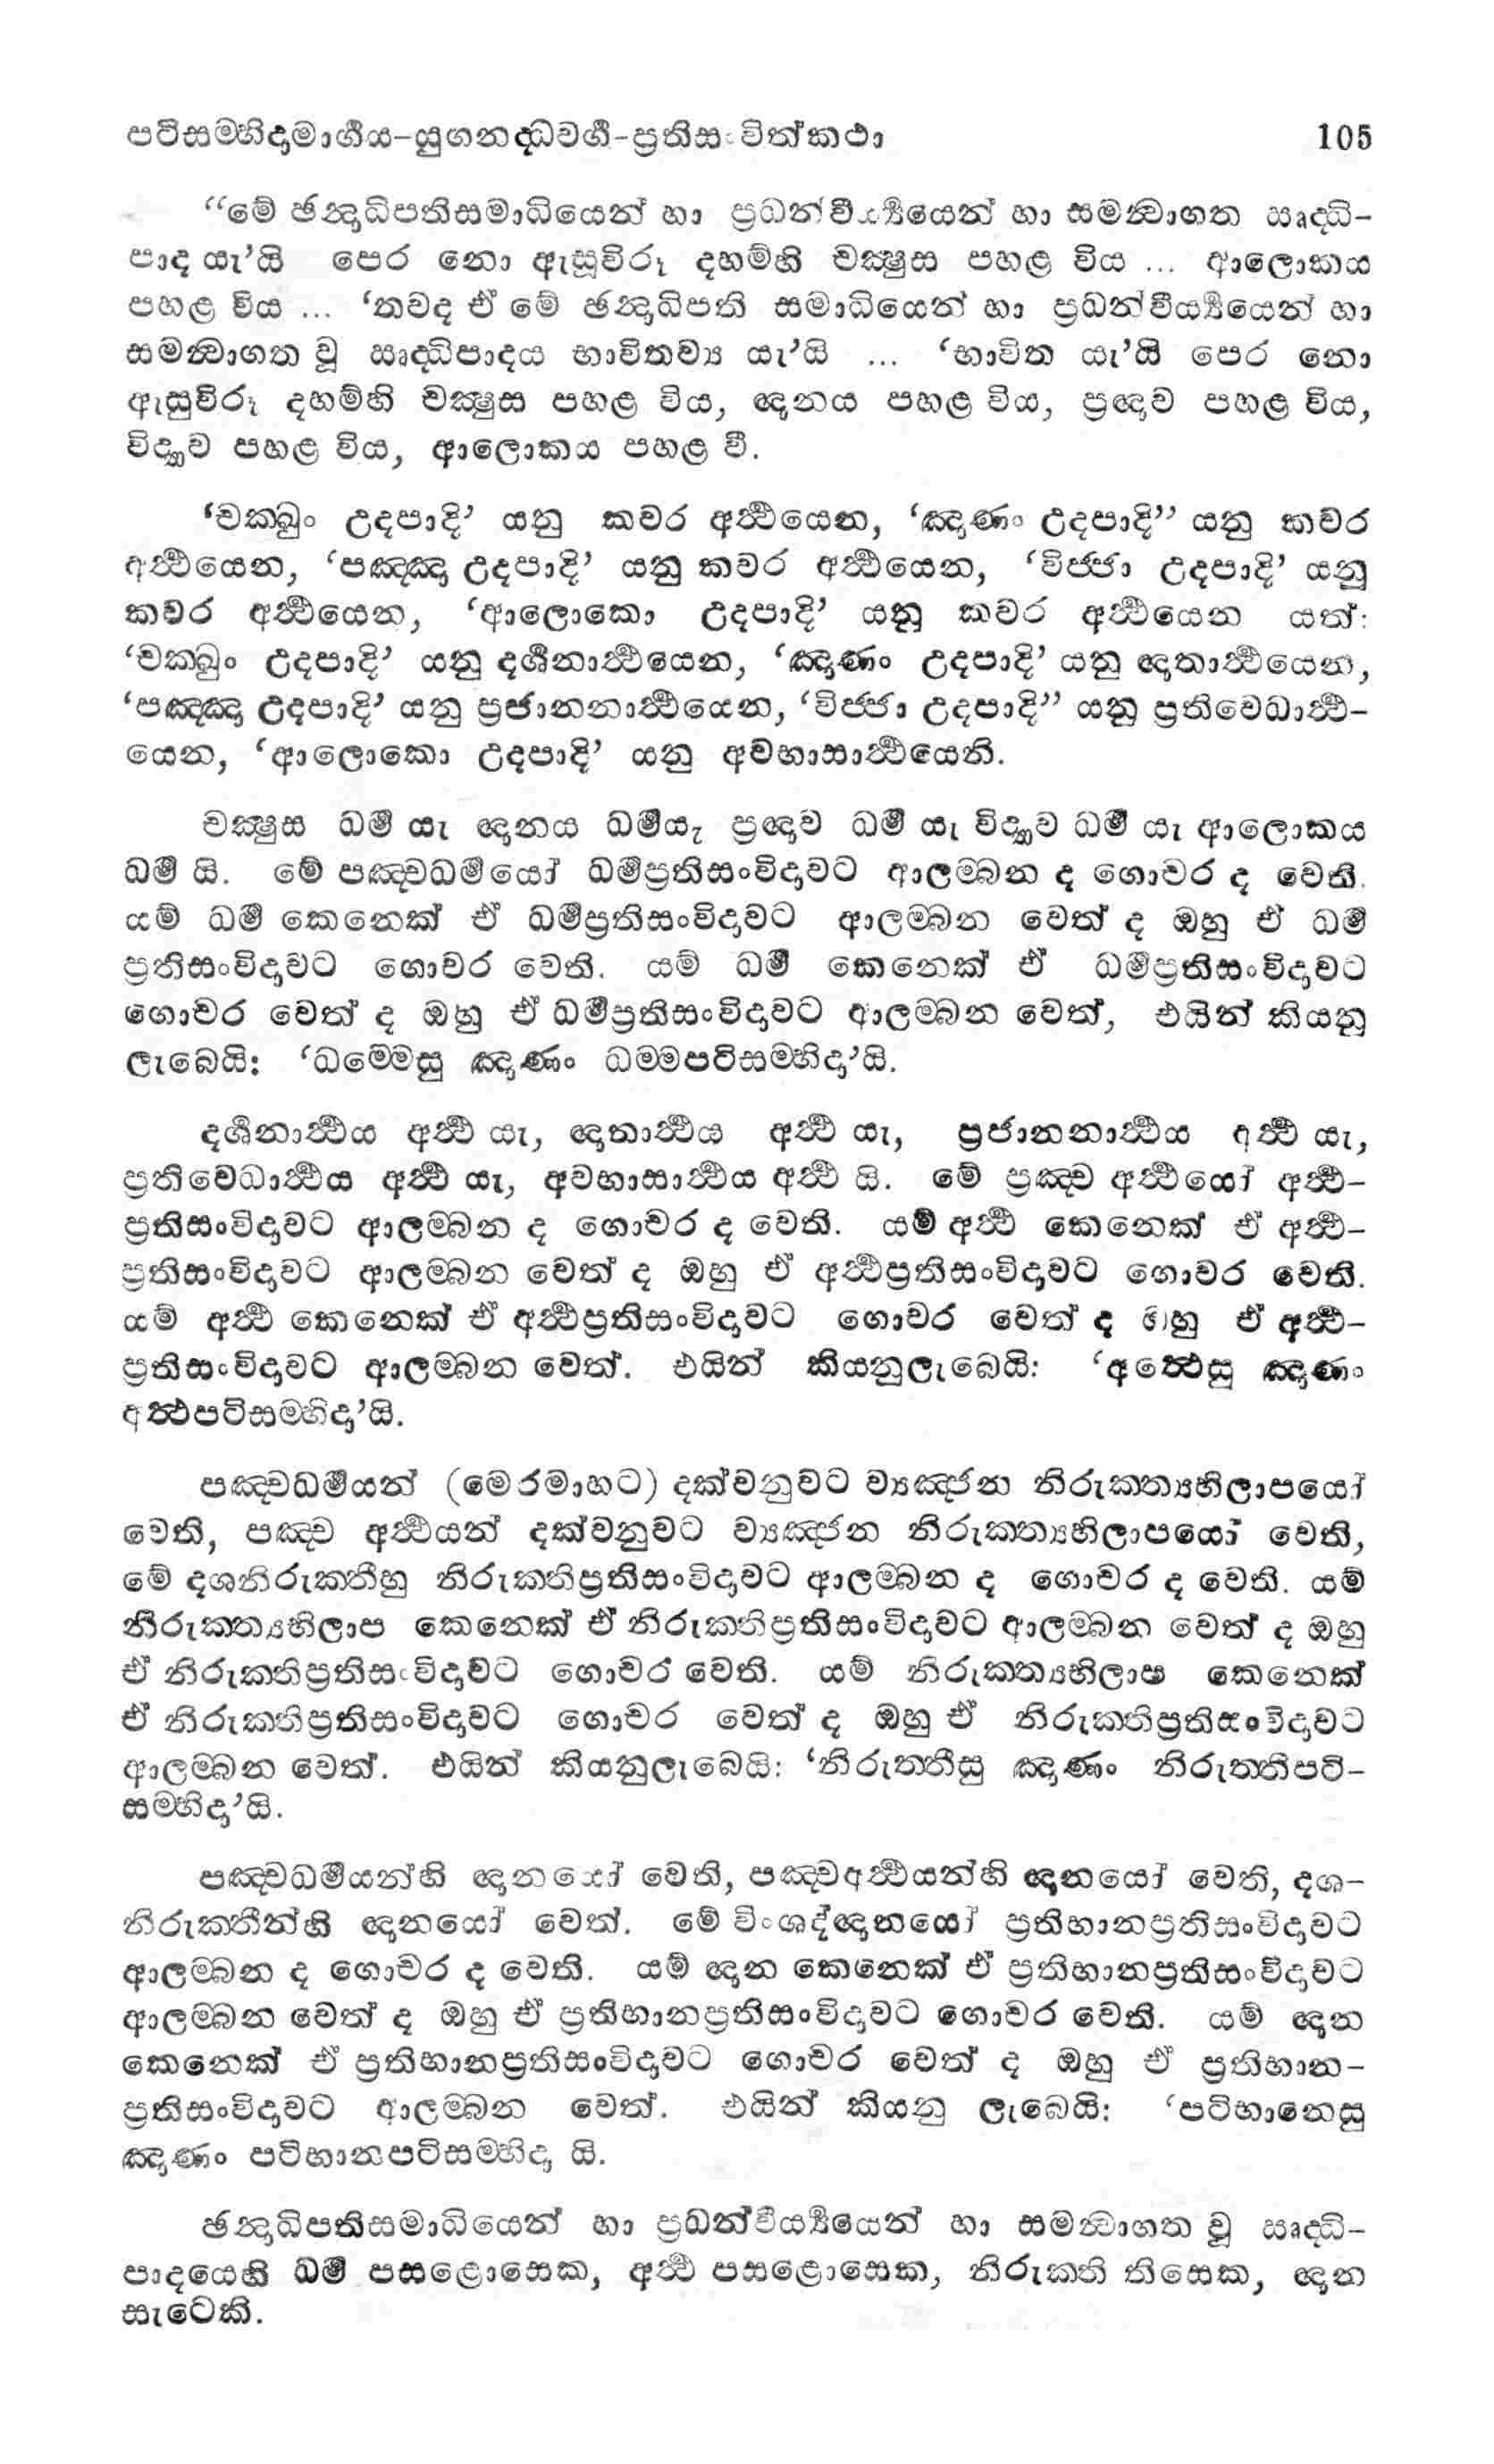 පටිසම්භිදාමාර්ගය-යුගනද්ධවර්ග-ප්‍රතිසංවිත්කථා 105
“මේ ඡන්දාධිපතිසමාධියෙන් හා ප්‍රධන්වීර්‍ය්‍යයෙන් හා සමන්වාගත ඍද්ධි-
පාද යැ’යි පෙර නො ඇසූවිරූ දහම්හි චක්‍ෂුස පහළ විය ... ආලොකය
පහළ විය ... ‘තවද ඒ මේ ඡන්දාධිපති සමාධියෙන් හා ප්‍රධන්වීර්‍ය්‍යයෙන් හා
සමන්වාගත වූ ඍද්ධිපාදය භාවිතව්‍ය යැ’යි ... ‘භාවිත යැ’යි පෙර නො
ඇසුවිරූ දහම්හි චක්‍ෂුස පහළ විය, ඥානය පහළ විය, ප්‍රඥාව පහළ විය,
විද්‍යාව පහළ විය, ආලොකය පහළ වී.
‘චක්ඛුං උදපාදි’ යනු කවර අර්ත්‍ථයෙන, ‘ඤාණං උදපාදි” යනු කවර
අර්ත්‍ථයෙන, ‘පඤ්ඤා උදපාදි’ යනු කවර අර්ත්‍ථයෙන, ‘විජ්ජා උදපාදි’ යනු
කවර අර්ත්‍ථයෙන, ‘ආලොකො උදපාදි’ යනු කවර අර්ත්‍ථයෙන යත්:
‘චක්ඛුං උදපාදි’ යනු දර්ශනාර්ත්‍ථයෙන, ‘ඤාණං උදපාදි’ යනු ඥාතාර්ත්‍ථයෙන,
‘පඤ්ඤා උදපාදි’ යනු ප්‍රජානනාර්ත්‍ථයෙන, ‘විජ්ජා උදපාදි” යනු ප්‍රතිවෙධාර්ත්‍ථ-
යෙන, ‘ආලොකො උදපාදි’ යනු අවභාසාර්ත්‍ථයෙනි.
චක්‍ෂුස ධර්‍ම යැ ඥානය ධර්‍මයැ ප්‍රඥාව ධර්‍ම යැ විද්‍යාව ධර්‍ම යැ ආලොකය
ධර්‍ම යි. මේ පඤ්චධර්‍මයෝ ධර්‍මප්‍රතිසංවිදාවට ආලම්බන ද ගොචර ද වෙති.
යම් ධර්‍ම කෙනෙක් ඒ ධර්‍මප්‍රතිසංවිදාවට ආලම්බන වෙත් ද ඔහු ඒ ධර්‍ම
ප්‍රතිසංවිදාවට ගොචර වෙති. යම් ධර්‍ම කෙනෙක් ඒ ධර්‍මප්‍රතිසංවිදාවට
ගොචර වෙත් ද ඔහු ඒ ධර්‍මප්‍රතිසංවිදාවට ආලම්බන වෙත්, එයින් කියනු
ලැබෙයි: ‘ධම්මෙසු ඤාණං ධම්මපටිසම්භිදා’යි.
දර්ශනාර්ත්‍ථය අර්ත්‍ථ යැ, ඥාතාර්ත්‍ථය අර්ත්‍ථ යැ, ප්‍රජානනාර්ත්‍ථය අර්ත්‍ථ යැ,
ප්‍රතිවෙධාර්ත්‍ථය අර්ත්‍ථ යැ, අවභාසාර්ත්‍ථය අර්ත්‍ථ යි. මේ ප්‍රඤ්ච අර්ත්‍ථයෝ අර්ත්‍ථ-
ප්‍රතිසංවිදාවට ආලම්බන ද ගොචර ද වෙති. යම් අර්ත්‍ථ කෙනෙක් ඒ අර්ත්‍ථ-
ප්‍රතිසංවිදාවට ආලම්බන වෙත් ද ඔහු ඒ අර්ත්‍ථප්‍රතිසංවිදාවට ගොචර වෙති.
යම් අර්ත්‍ථ කෙනෙක් ඒ අර්ත්‍ථප්‍රතිසංවිදාවට ගොචර වෙත් ද ඔහු ඒ අර්ත්‍ථ-
ප්‍රතිසංවිදාවට ආලම්බන වෙත්. එයින් කියනුලැබෙයි: ‘අත්‍ථෙසු ඤාණං
අත්‍ථපටිසම්භිදා’යි.
පඤ්චධර්‍මයන් (මෙරමාහට) දක්වනුවට ව්‍යඤ්ජන නිරුක්ත්‍යභිලාපයෝ
වෙති, පඤ්ච අර්ත්‍ථයන් දක්වනුවට ව්‍යඤ්ජන නිරුක්ත්‍යභිලාපයෝ වෙති,
මේ දශනිරුක්තීහු නිරුක්තිප්‍රතිසංවිදාවට ආලම්බන ද ගොචර ද වෙති. යම්
නිරුක්ත්‍යභිලාප කෙනෙක් ඒ නිරුක්තිප්‍රතිසංවිදාවට ආලම්බන වෙත් ද ඔහු
ඒ නිරුක්තිප්‍රතිසංවිදාවට ගොචර වෙති. යම් නිරුක්ත්‍යභිලාප කෙනෙක්
ඒ නිරුක්තිප්‍රතිසංවිදාවට ගොචර වෙත් ද ඔහු ඒ නිරුක්තිප්‍රතිසංවිදාවට
ආලම්බන වෙත්. එයින් කියනුලැබෙයි: ‘නිරුත්තීසු ඤාණං නිරුත්තිපටි-
සම්භිදා’යි.
පඤ්චධර්‍මයන්හි ඥානයෝ වෙති, පඤ්චඅර්ත්‍ථයන්හි ඥානයෝ වෙති, දශ-
නිරුක්තීන්හි ඥානයෝ වෙත්. මේ විංශද්ඥානයෝ ප්‍රතිභානප්‍රතිසංවිදාවට
ආලම්බන ද ගොචර ද වෙති. යම් ඥාන කෙනෙක් ඒ ප්‍රතිභානප්‍රතිසංවිදාවට
ආලම්බන වෙත් ද ඔහු ඒ ප්‍රතිභානප්‍රතිසංවිදාවට ගොචර වෙති. යම් ඥාන
කෙනෙක් ඒ ප්‍රතිභානප්‍රතිසංවිදාවට ගොචර වෙත් ද ඔහු ඒ ප්‍රතිභාන-
ප්‍රතිසංවිදාවට ආලම්බන වෙත්. එයින් කියනු ලැබෙයි: ‘පටිභානෙසු
ඤාණං පටිභානපටිසම්භිදා යි.
ඡන්දාධිපතිසමාධියෙන් හා ප්‍රධන්වීර්‍ය්‍යයෙන් හා සමන්වාගත වූ ඍද්ධි-
පාදයෙහි ධර්‍ම පසළොසෙක, අර්ත්‍ථ පසළොසෙක, නිරුක්ති තිසෙක, ඥාන
සැටෙකි.